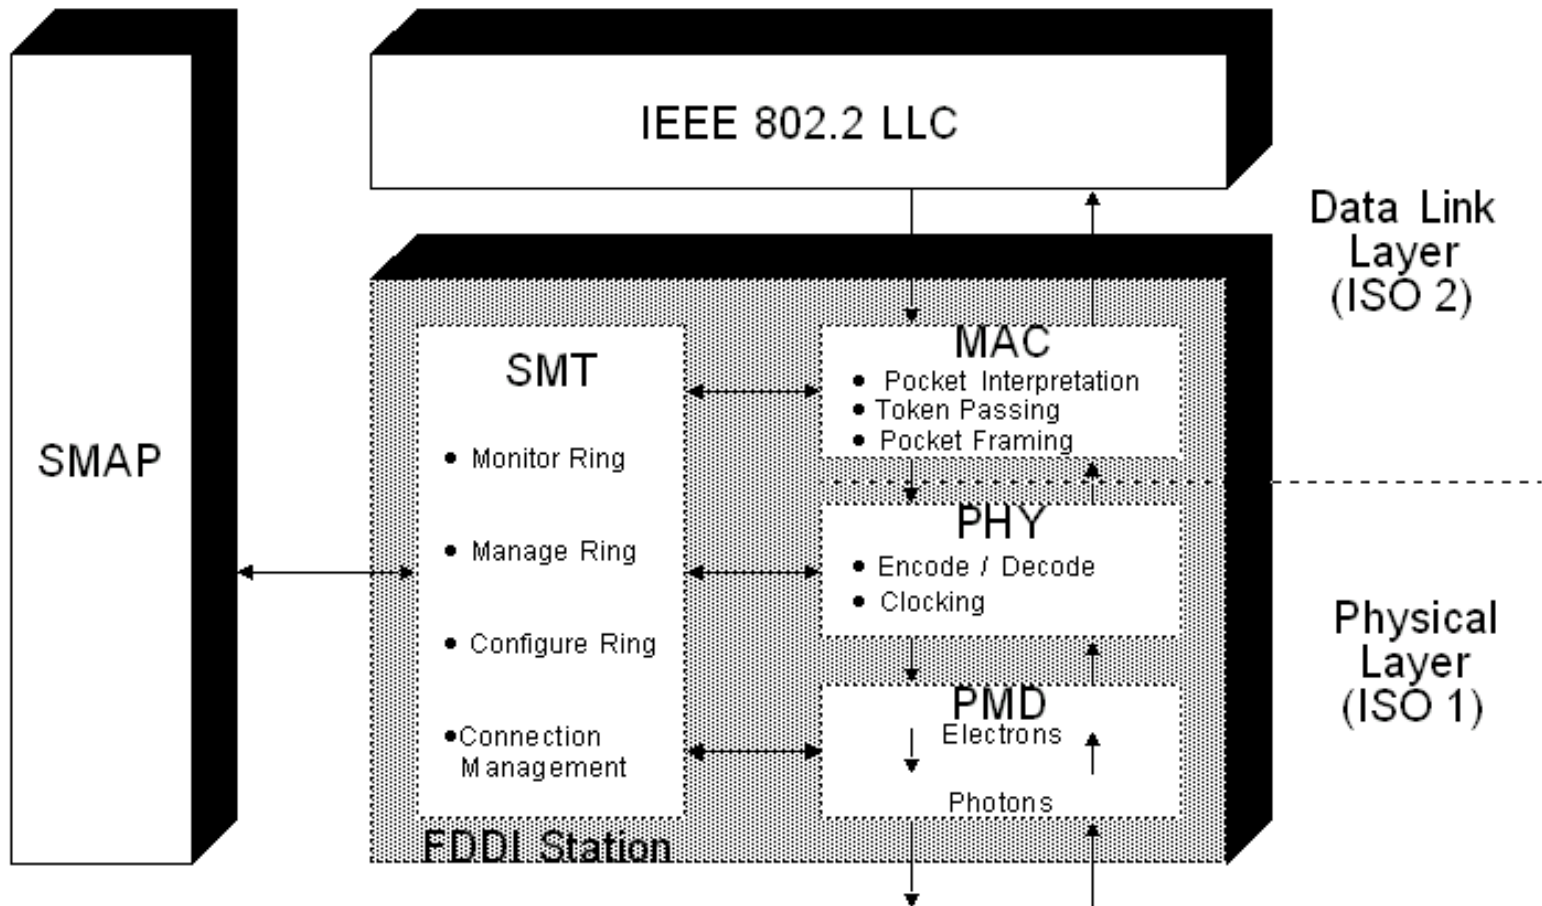 IEEE 802.2 LLC
Data Link
Layer
(ISO 2)
SMAP
SMT
• Monitor Ring
• Manage Ring
• Configure Ring
• Connection
Management
MAC
• Pocket Interpretation
• Token Passing
• Pocket Framing
PHY
• Encode / Decode
• Clocking
PMD
Electrons
Photons
Physical
Layer
(ISO 1)
FDDI Station